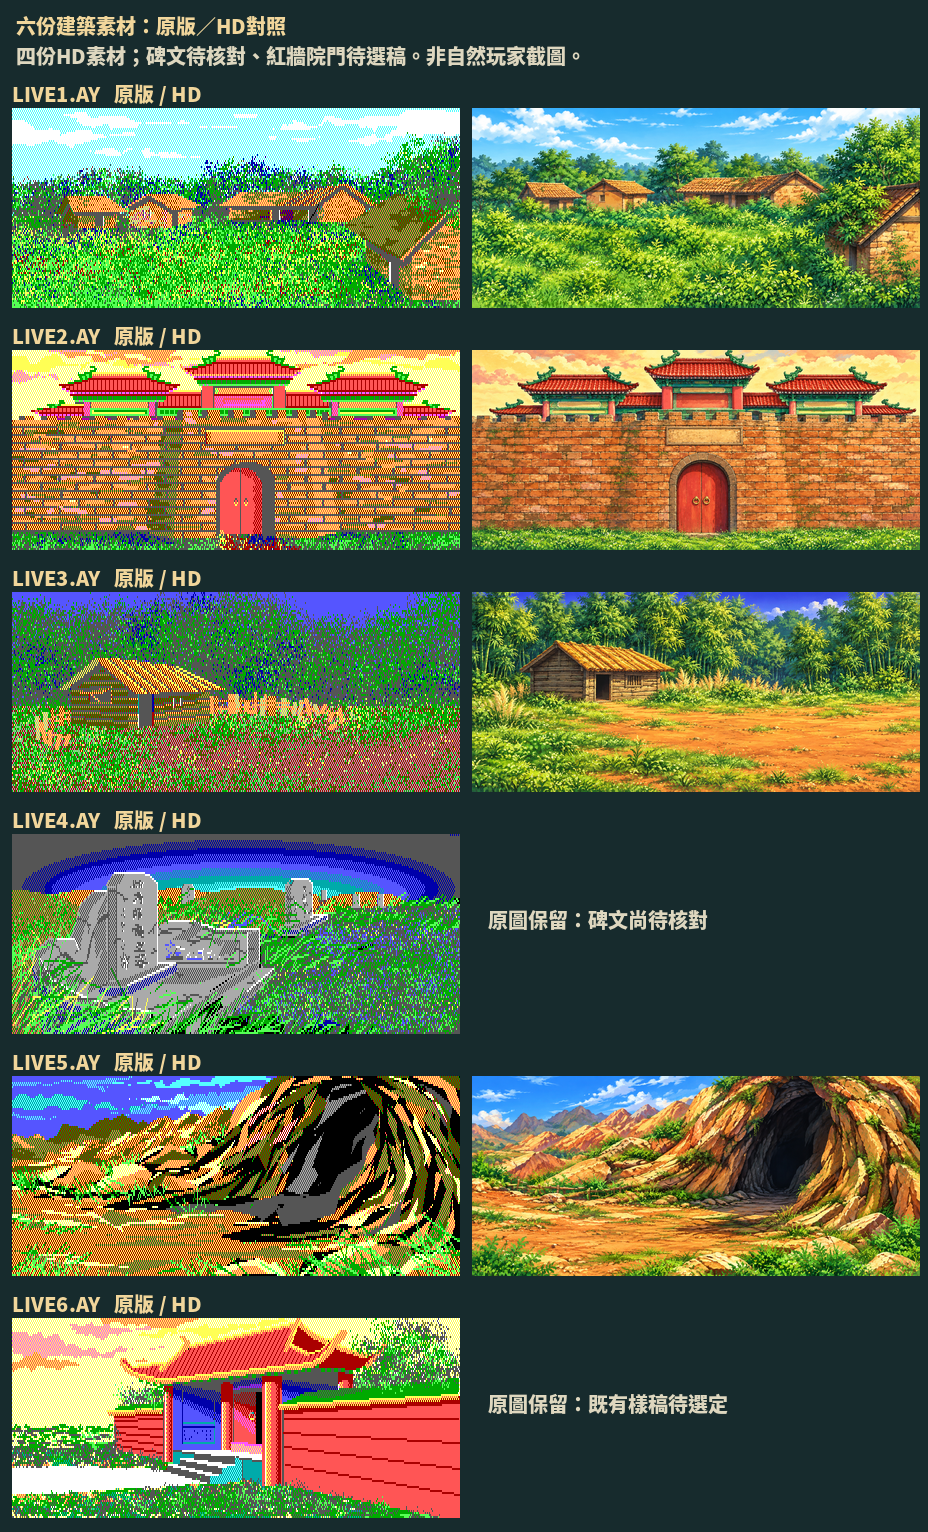 六份建築素材：原版／HD對照
四份HD素材；碑文待核對、紅牆院門待選稿。非自然玩家截圖。
LIVE1.AY 原版 / HD
LIVE2.AY 原版 / HD
LIVE3.AY 原版 / HD
LIVE4.AY 原版 / HD
原圖保留：碑文尚待核對
LIVE5.AY 原版 / HD
LIVE6.AY 原版 / HD
原圖保留：既有樣稿待選定